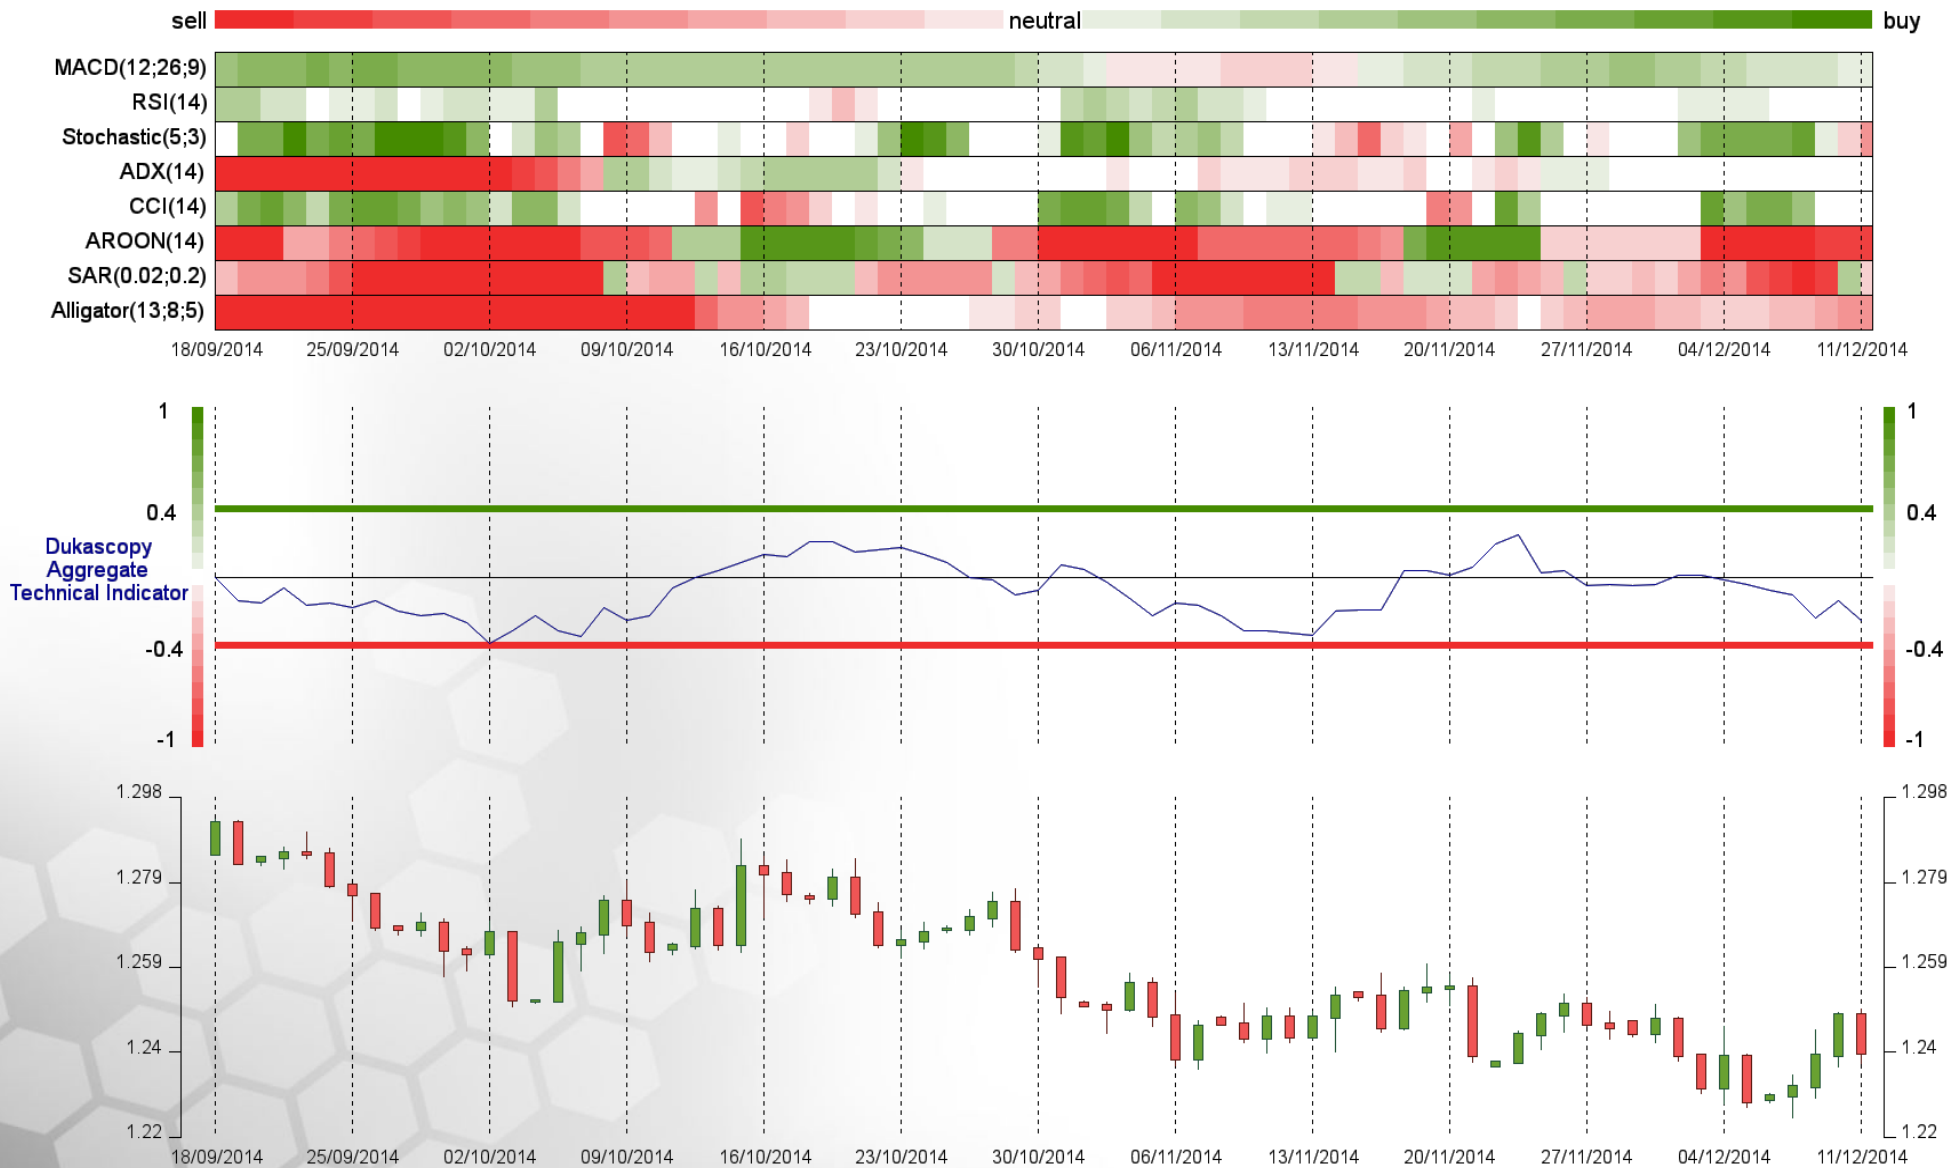 sell neutral buy
MACD(12;26;9)
RSI(14)
Stochastic(5;3)
ADX(14)
CCI(14)
AROON(14)
SAR(0.02;0.2)
Alligator(13;8;5)
18/09/2014 25/09/2014 02/10/2014 09/10/2014 16/10/2014 23/10/2014 30/10/2014 06/11/2014 13/11/2014 20/11/2014 27/11/2014 04/12/2014 11/12/2014
1 1
0.4 0.4
Dukascopy
Aggregate
Technical Indicator
-0.4 -0.4
-1 -1
1.298 1.298
1.279 1.279
1.259 1.259
1.24 1.24
1.22 1.22
18/09/2014 25/09/2014 02/10/2014 09/10/2014 16/10/2014 23/10/2014 30/10/2014 06/11/2014 13/11/2014 20/11/2014 27/11/2014 04/12/2014 11/12/2014